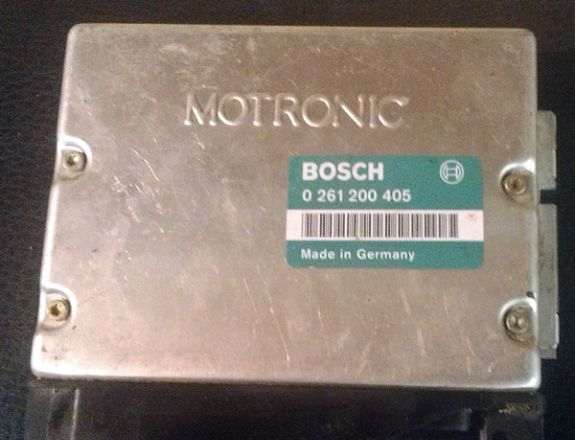 MOTRONIC
BOSCH
0 261 200 405
Made in Germany